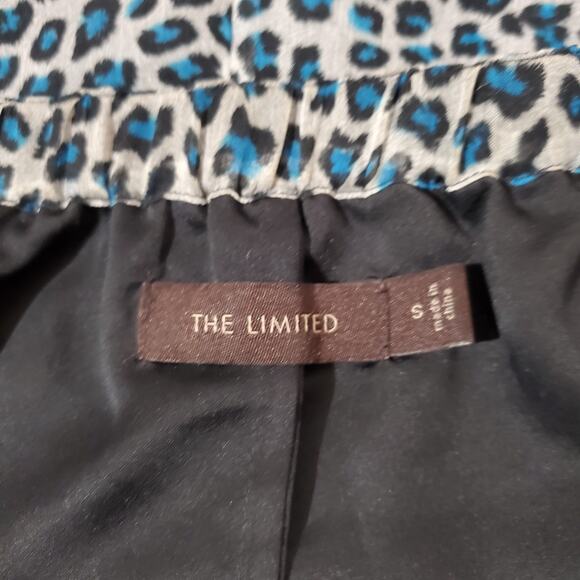 THE LIMITED
S
made in
china